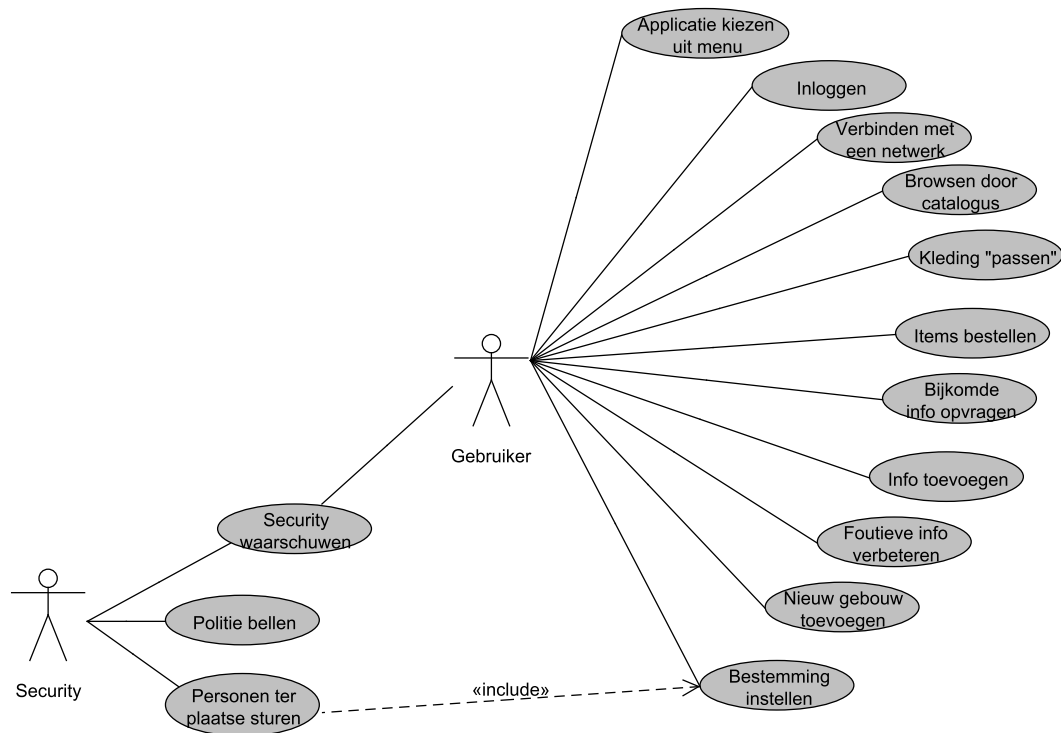 Applicatie kiezen
uit menu
Inloggen
Verbinden met
een netwerk
Browsen door
catalogus
Kleding "passen"
Items bestellen
Bijkomde
info opvragen
Gebruiker
Info toevoegen
Security
waarschuwen
Foutieve info
verbeteren
Nieuw gebouw
toevoegen
Politie bellen
Security
Personen ter
plaatse sturen
«include»
Bestemming
instellen